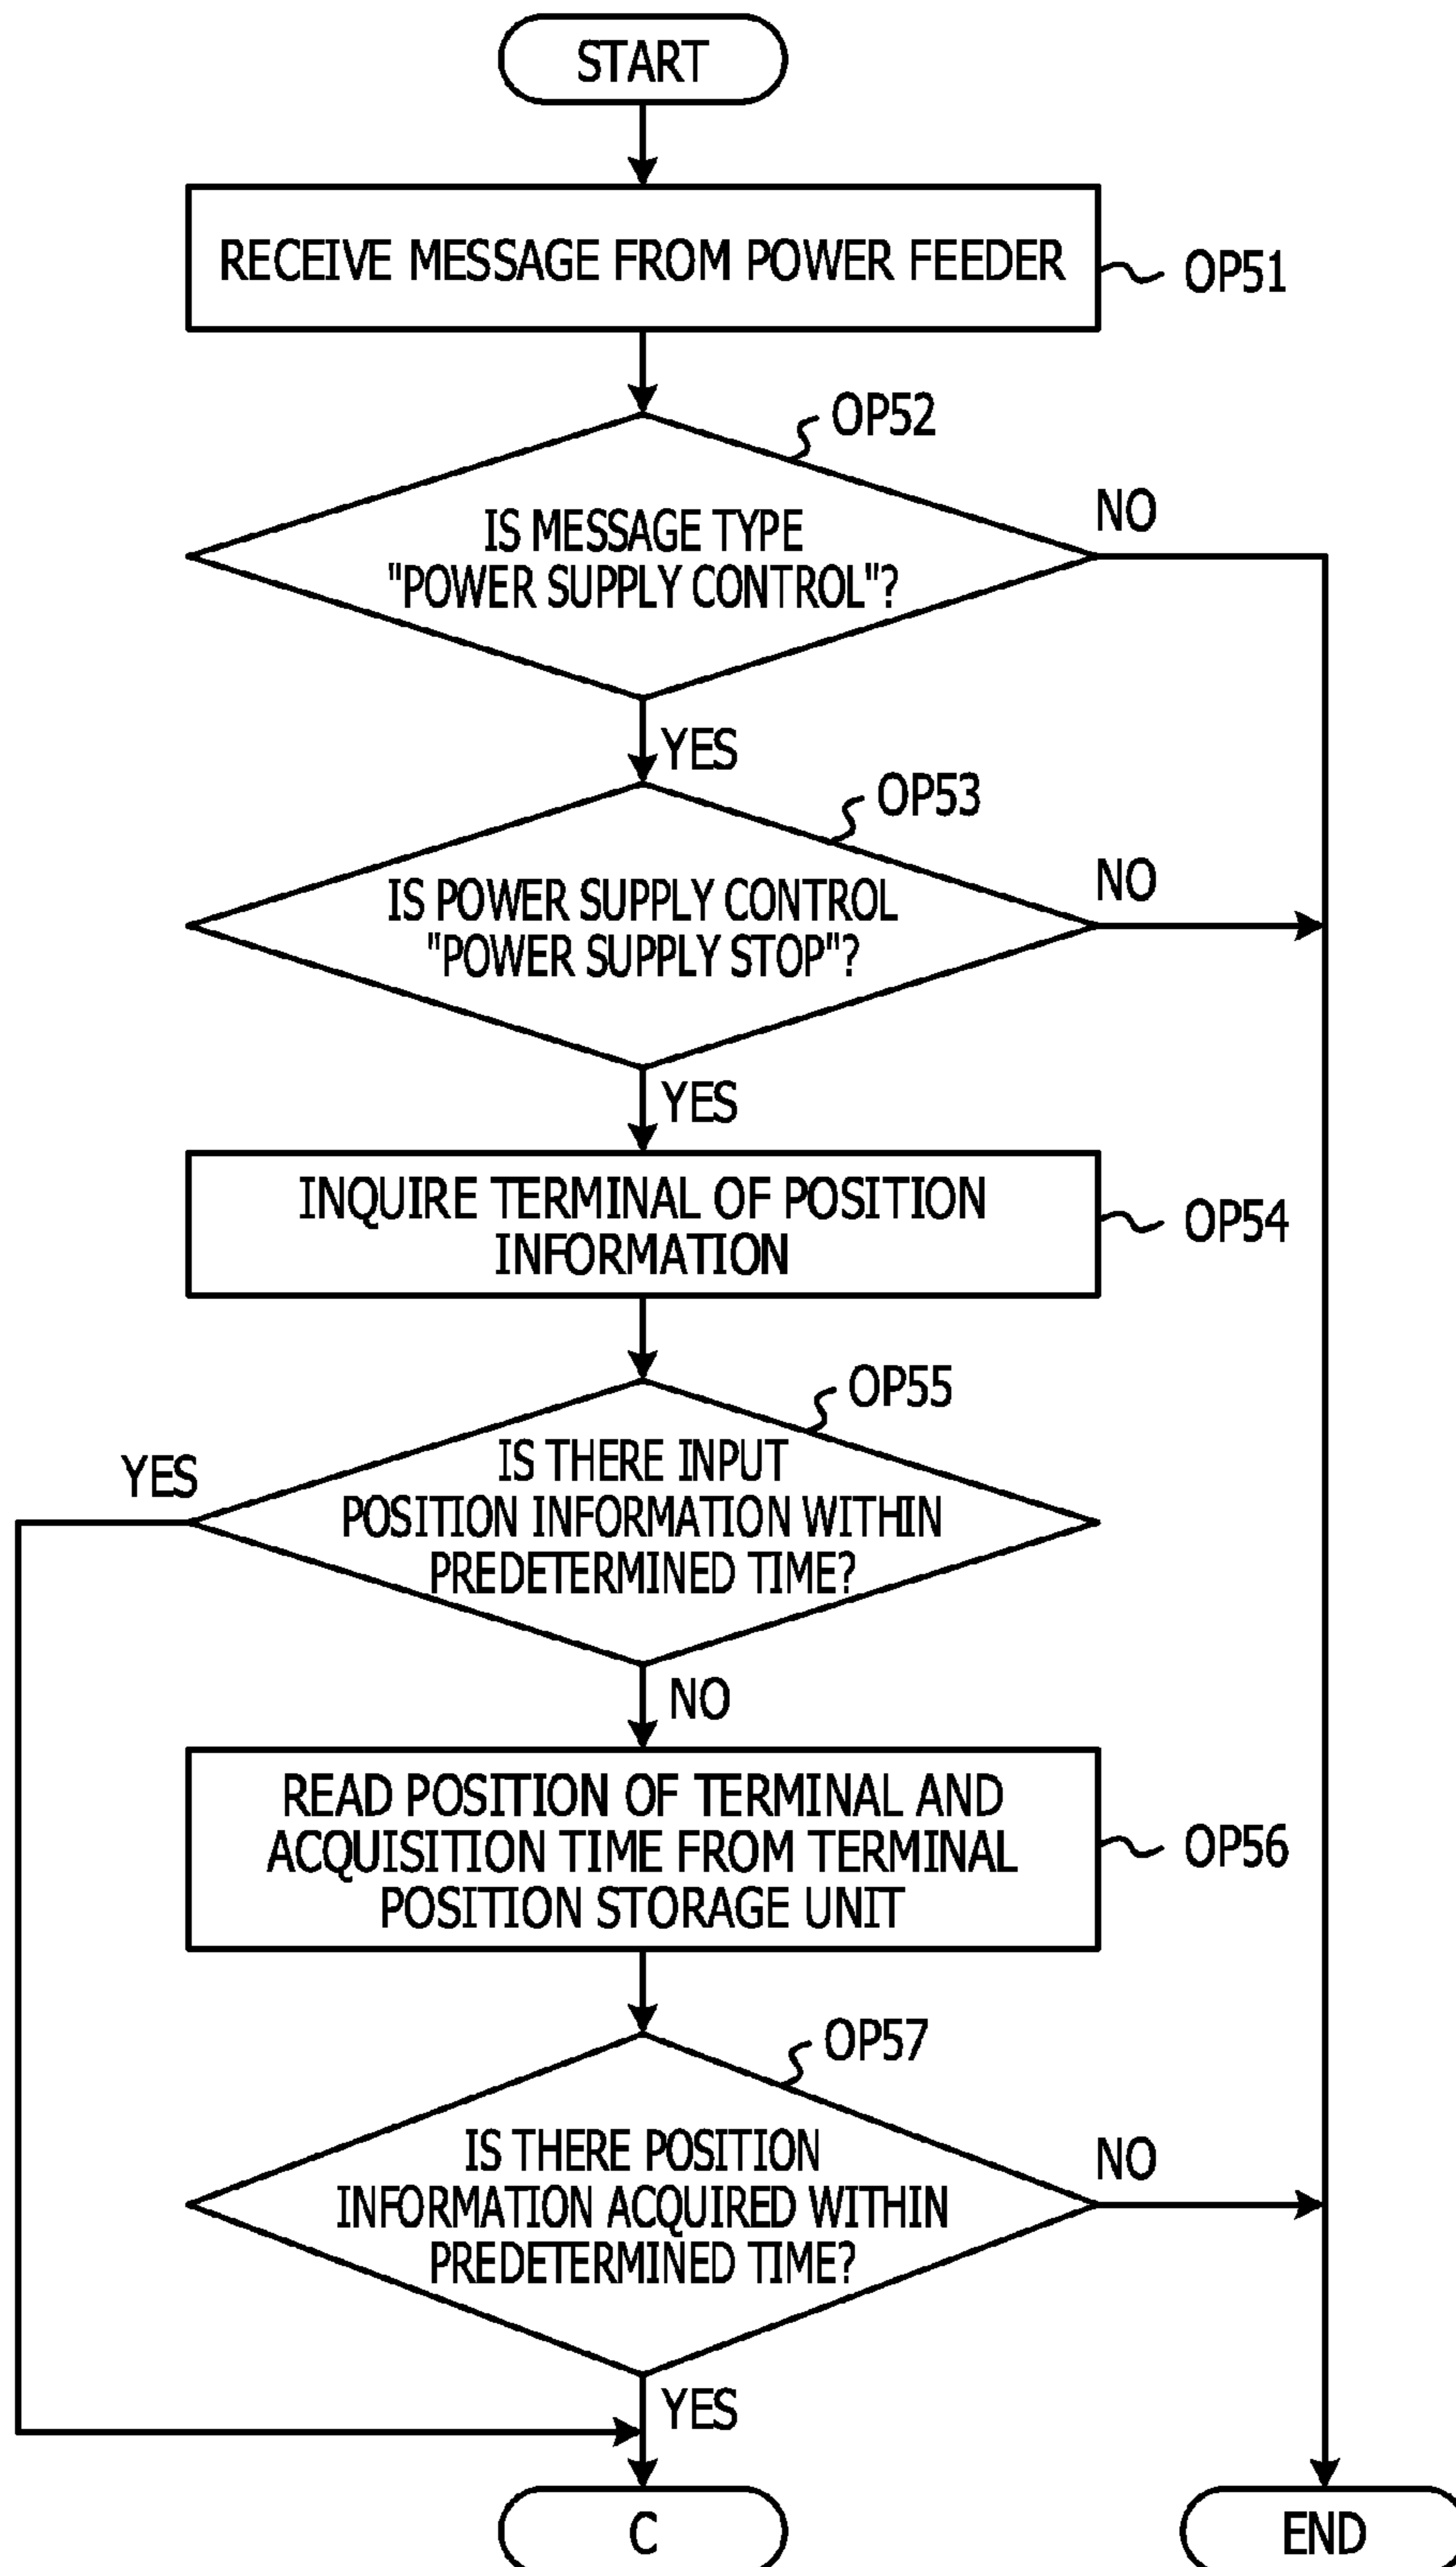 START
RECEIVE MESSAGE FROM POWER FEEDER
OP51
OP52
IS MESSAGE TYPE
"POWER SUPPLY CONTROL"?
NO
YES
OP53
IS POWER SUPPLY CONTROL
"POWER SUPPLY STOP"?
NO
YES
INQUIRE TERMINAL OF POSITION
INFORMATION
OP54
OP55
YES
IS THERE INPUT
POSITION INFORMATION WITHIN
PREDETERMINED TIME?
NO
READ POSITION OF TERMINAL AND
ACQUISITION TIME FROM TERMINAL
POSITION STORAGE UNIT
OP56
OP57
IS THERE POSITION
INFORMATION ACQUIRED WITHIN
PREDETERMINED TIME?
NO
YES
C
END